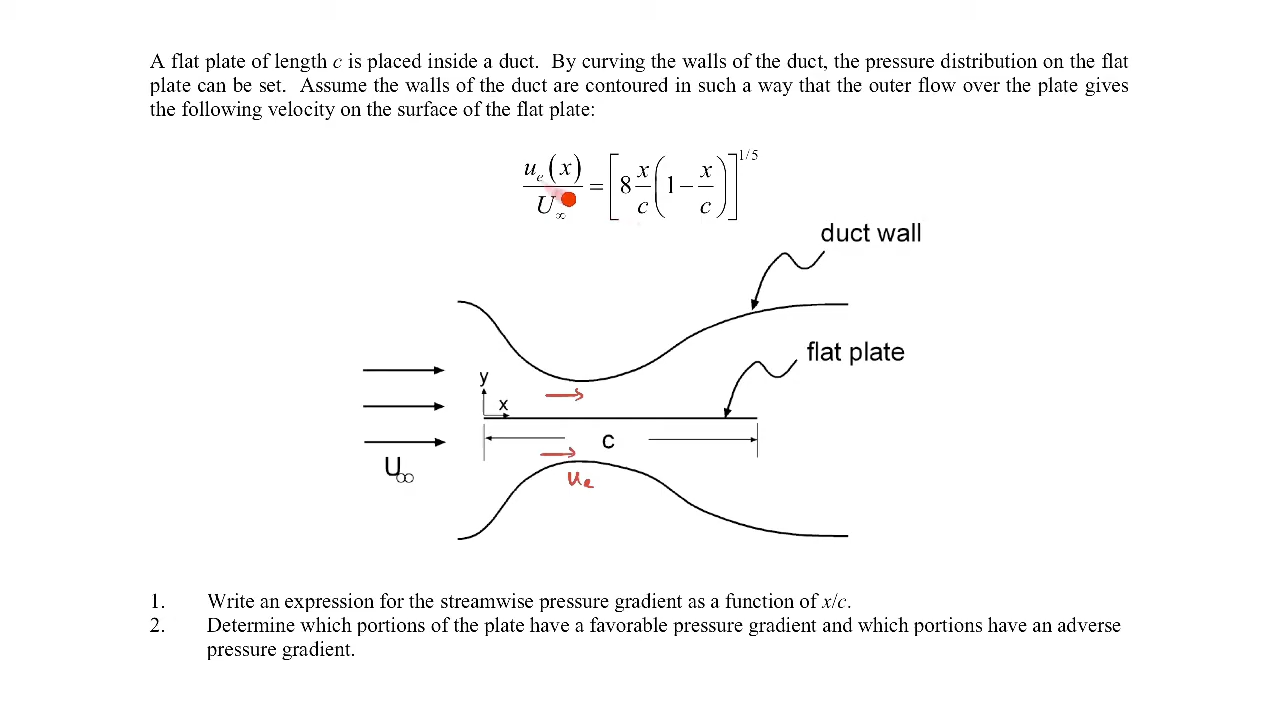 A flat plate of length c is placed inside a duct. By curving the walls of the duct, the pressure distribution on the flat
plate can be set. Assume the walls of the duct are contoured in such a way that the outer flow over the plate gives
the following velocity on the surface of the flat plate:
u_e(x)/U_∞ = [8 x/c (1 − x/c)]^{1/5}
duct wall
flat plate
y
x
c
U_∞
u_e
1. Write an expression for the streamwise pressure gradient as a function of x/c.
2. Determine which portions of the plate have a favorable pressure gradient and which portions have an adverse
pressure gradient.